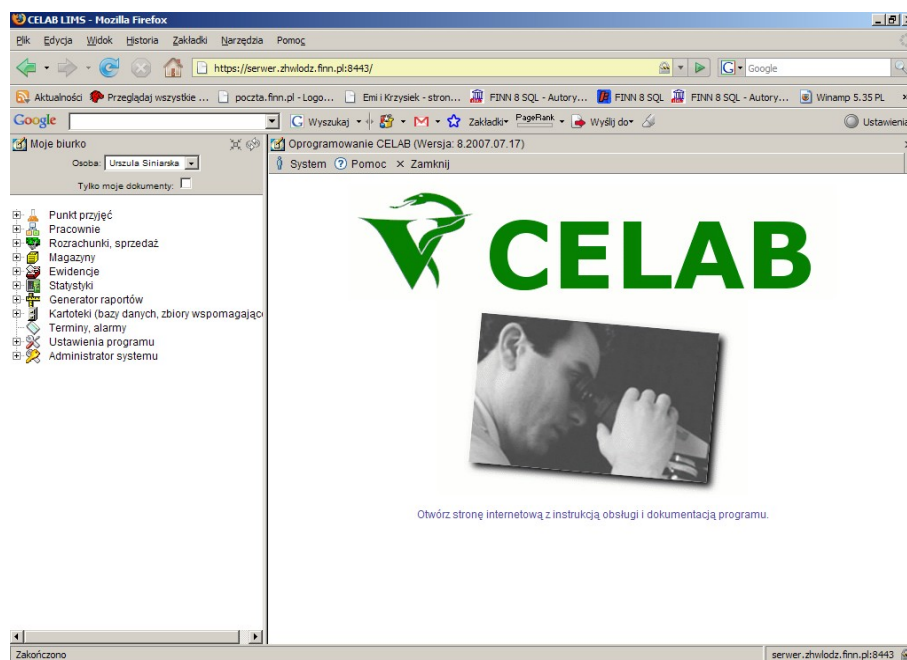 CELAB LIMS - Mozilla Firefox
Plik Edycja Widok Historia Zakładki Narzędzia Pomoc
https://serwer.zhwlodz.finn.pl:8443/
Google
Aktualności Przeglądaj wszystkie ... poczta.finn.pl - Logo... Emi i Krzysiek - stron... FINN 8 SQL - Autory... FINN 8 SQL FINN 8 SQL - Autory... Winamp 5.35 PL
Google Wyszukaj Zakładki PageRank Wyślij do Ustawienia
Moje biurko
Osoba: Urszula Siniarska
Tylko moje dokumenty:
Punkt przyjęć
Pracownie
Rozrachunki, sprzedaż
Magazyny
Ewidencje
Statystyki
Generator raportów
Kartoteki (bazy danych, zbiory wspomagając
Terminy, alarmy
Ustawienia programu
Administrator systemu
Oprogramowanie CELAB (Wersja: 8.2007.07.17)
System Pomoc Zamknij
CELAB
Otwórz stronę internetową z instrukcją obsługi i dokumentacją programu.
Zakończono
serwer.zhwlodz.finn.pl:8443